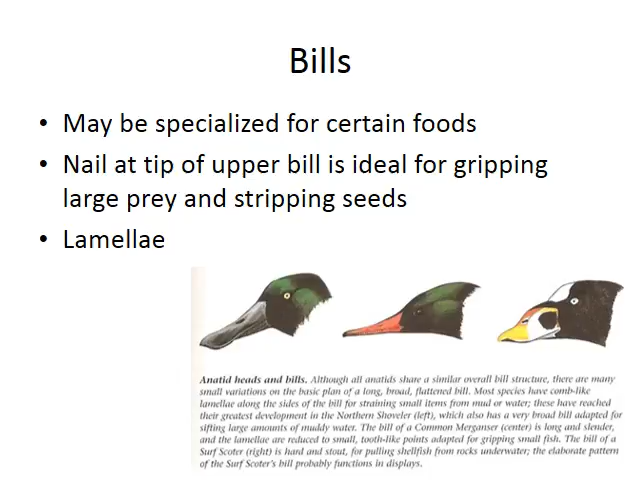 Bills
• May be specialized for certain foods
• Nail at tip of upper bill is ideal for gripping
large prey and stripping seeds
• Lamellae
Anatid heads and bills. Although all anatids share a similar overall bill structure, there are many
small variations on the basic plan of a long, broad, flattened bill. Most species have comb-like
lamellae along the sides of the bill for straining small items from mud or water; these have reached
their greatest development in the Northern Shoveler (left), which also has a very broad bill adapted for
sifting large amounts of muddy water. The bill of a Common Merganser (center) is long and slender,
and the lamellae are reduced to small, tooth-like points adapted for gripping small fish. The bill of a
Surf Scoter (right) is hard and stout, for pulling shellfish from rocks underwater; the elaborate pattern
of the Surf Scoter's bill probably functions in displays.